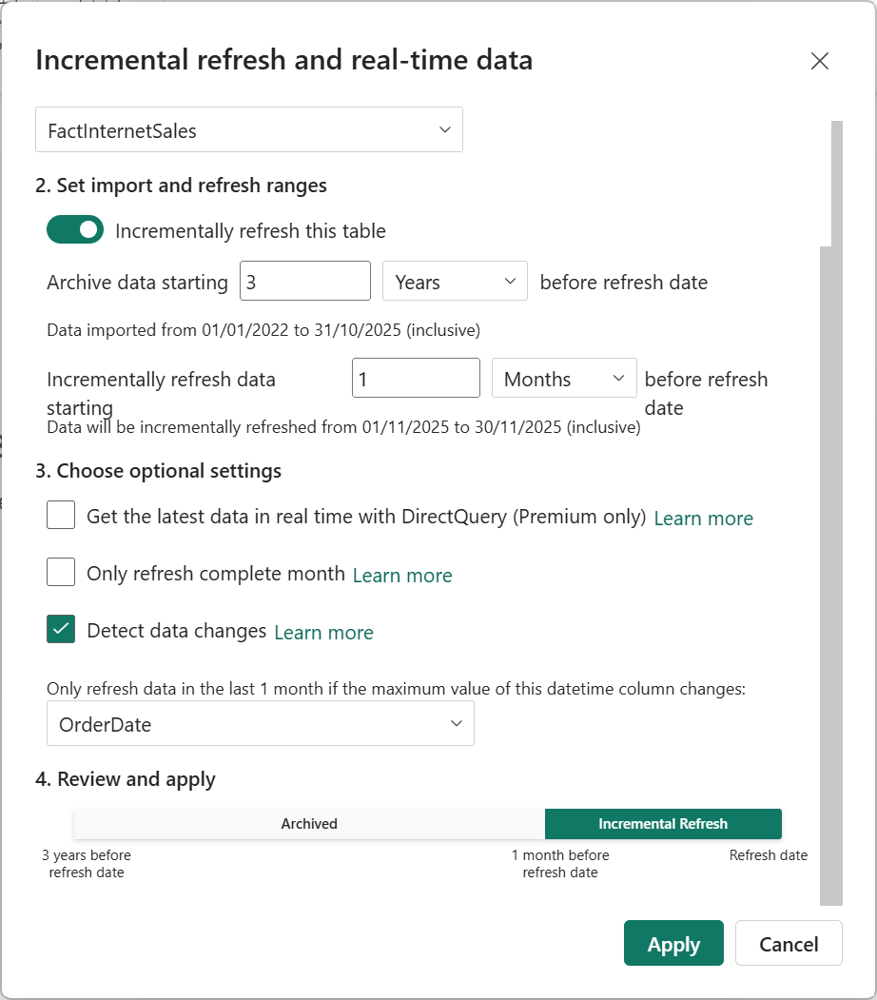 Incremental refresh and real-time data
FactInternetSales
2. Set import and refresh ranges
Incrementally refresh this table
Archive data starting 3 Years before refresh date
Data imported from 01/01/2022 to 31/10/2025 (inclusive)
Incrementally refresh data starting 1 Months before refresh date
Data will be incrementally refreshed from 01/11/2025 to 30/11/2025 (inclusive)
3. Choose optional settings
Get the latest data in real time with DirectQuery (Premium only) Learn more
Only refresh complete month Learn more
Detect data changes Learn more
Only refresh data in the last 1 month if the maximum value of this datetime column changes:
OrderDate
4. Review and apply
Archived Incremental Refresh
3 years before refresh date 1 month before refresh date Refresh date
Apply Cancel